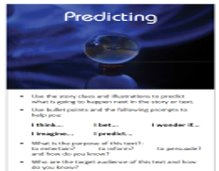 Predicting
• Use the story clues and illustrations to predict
what is going to happen next in the story or text.
• Use bullet points and the following excerpts to
help you:
I think... I bet... I wonder if...
I imagine... I predict...
• What is the purpose of this text?:
to entertain? to inform? to persuade?
and how do you know?
• Who are the target audience of this text and how
do you know?